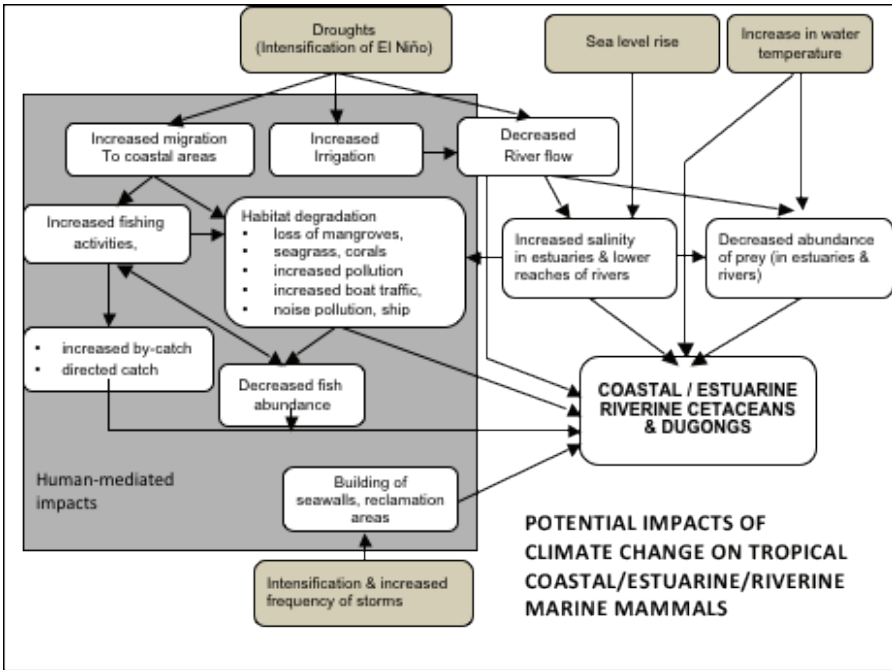 Droughts
(Intensification of El Niño)
Sea level rise
Increase in water
temperature
Increased migration
To coastal areas
Increased
Irrigation
Decreased
River flow
Increased fishing
activities,
Habitat degradation
• loss of mangroves,
• seagrass, corals
• increased pollution
• increased boat traffic,
• noise pollution, ship
Increased salinity
in estuaries & lower
reaches of rivers
Decreased abundance
of prey (in estuaries &
rivers)
• increased by-catch
• directed catch
Decreased fish
abundance
COASTAL / ESTUARINE
RIVERINE CETACEANS
& DUGONGS
Human-mediated
impacts
Building of
seawalls, reclamation
areas
Intensification & increased
frequency of storms
POTENTIAL IMPACTS OF
CLIMATE CHANGE ON TROPICAL
COASTAL/ESTUARINE/RIVERINE
MARINE MAMMALS